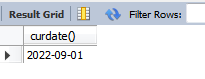 Result Grid Filter Rows:
curdate()
2022-09-01